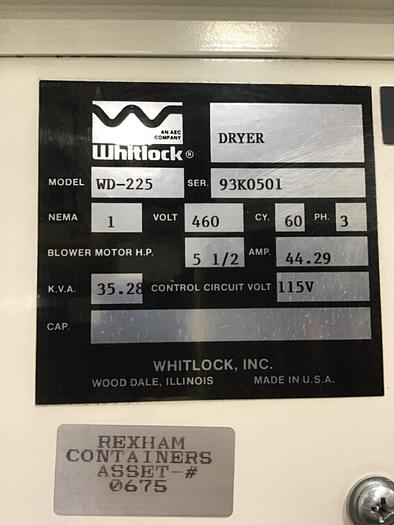 AN AEC
COMPANY
Whitlock®
DRYER
MODEL WD-225 SER. 93K0501
NEMA 1 VOLT 460 CY. 60 PH. 3
BLOWER MOTOR H.P. 5 1/2 AMP. 44.29
K.V.A. 35.28 CONTROL CIRCUIT VOLT 115V
CAP.
WHITLOCK, INC.
WOOD DALE, ILLINOIS MADE IN U.S.A.
REXHAM
CONTAINERS
ASSET-#
0675